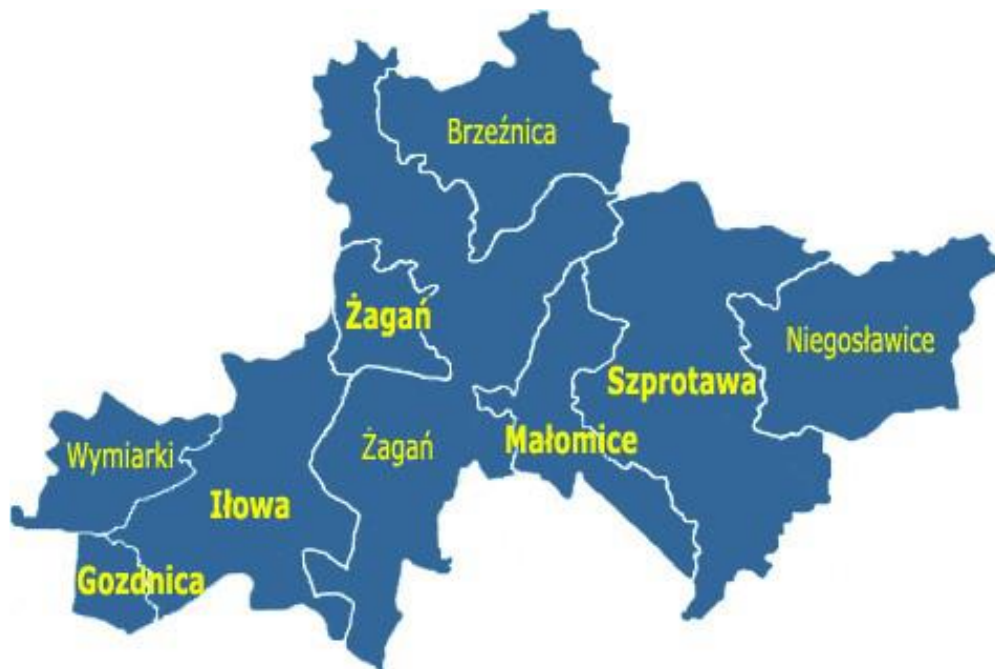 Brzeźnica
Żagań
Niegosławice
Szprotawa
Małomice
Żagań
Wymiarki
Iłowa
Gozdnica